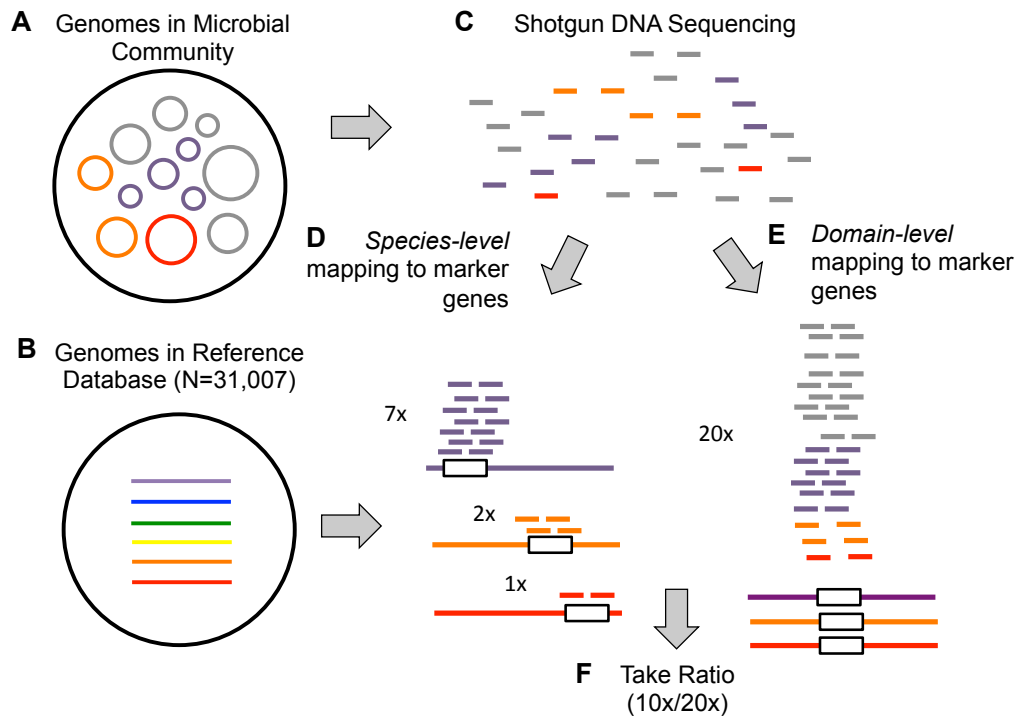 A
Genomes in Microbial
Community
C
Shotgun DNA Sequencing
D
Species-level
mapping to marker
genes
E
Domain-level
mapping to marker
genes
B
Genomes in Reference
Database (N=31,007)
7x
2x
1x
20x
F
Take Ratio
(10x/20x)